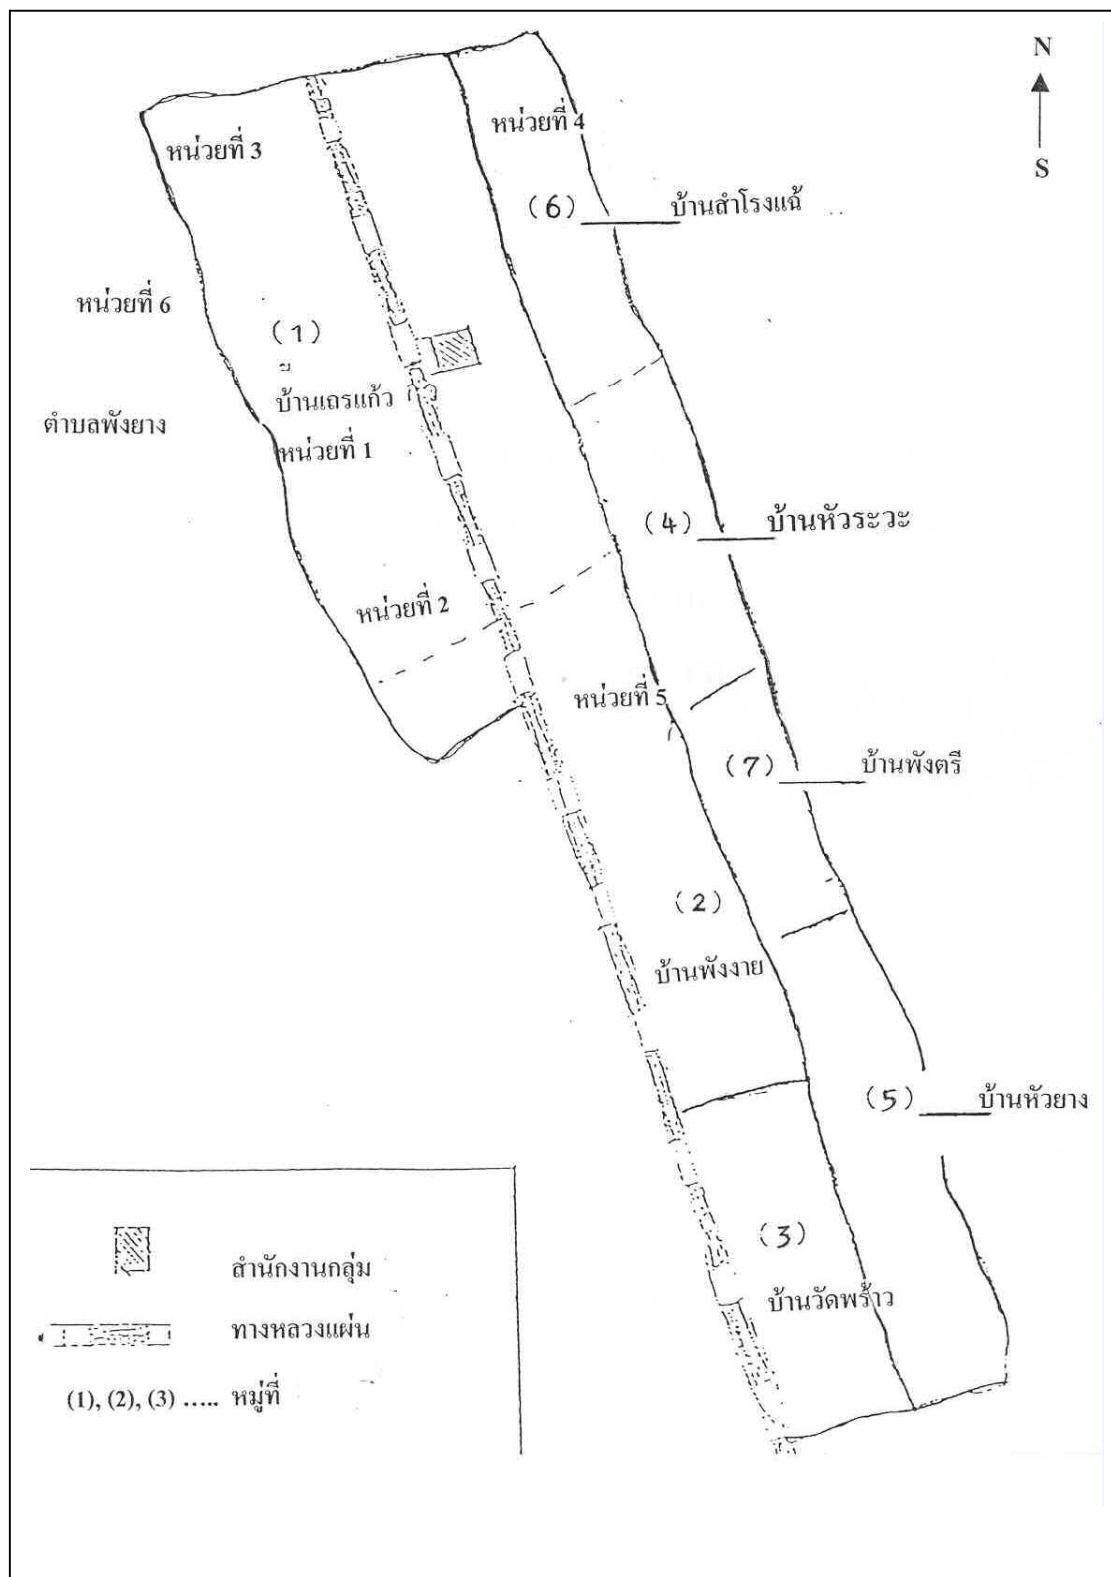 N
S
หน่วยที่ 3
หน่วยที่ 4
(6) บ้านสำโรงแฉ้
หน่วยที่ 6
(1)
บ้านเถรแก้ว
ตำบลพังยาง
หน่วยที่ 1
(4) บ้านหัวระวะ
หน่วยที่ 2
หน่วยที่ 5
(7) บ้านพังตรี
(2)
บ้านพังงาย
(5) บ้านหัวยาง
(3)
บ้านวัดพร้าว
สำนักงานกลุ่ม
ทางหลวงแผ่น
(1), (2), (3) ..... หมู่ที่